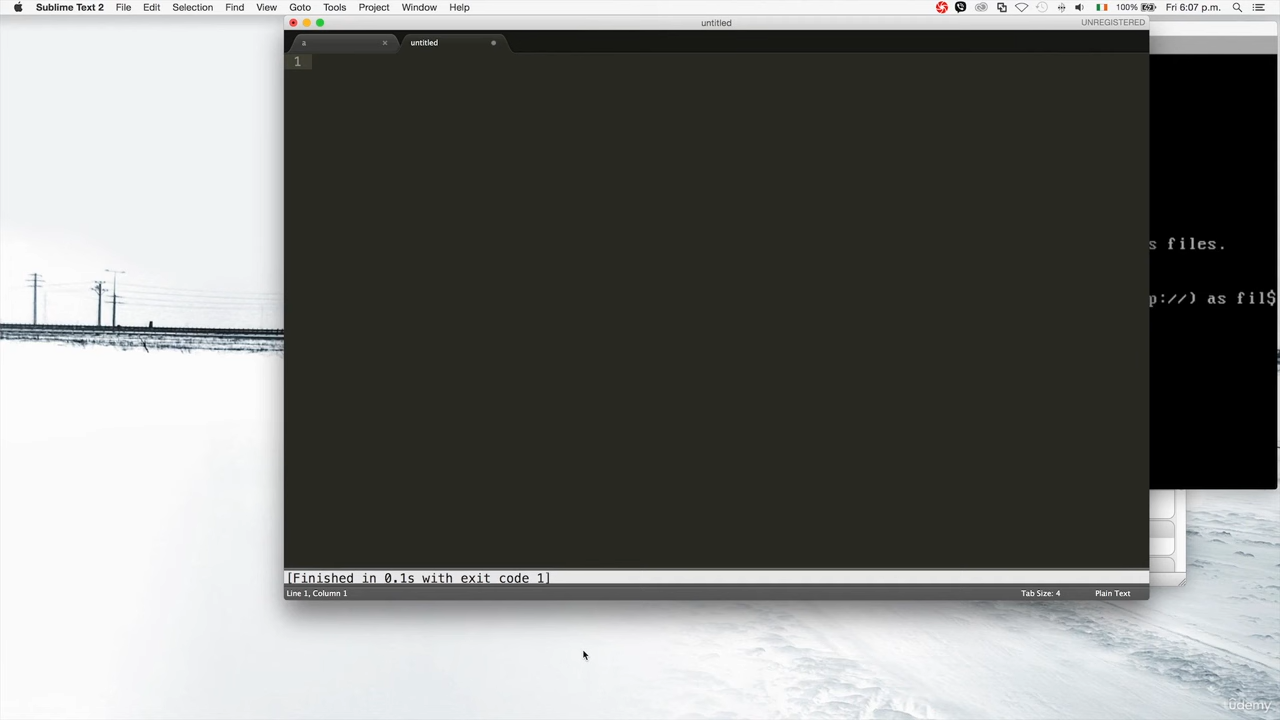 Sublime Text 2 File Edit Selection Find View Goto Tools Project Window Help 100% Fri 6:07 p.m.
untitled UNREGISTERED
a untitled
1
s files.
p://) as fil$
[Finished in 0.1s with exit code 1]
Line 1, Column 1 Tab Size: 4 Plain Text
ûdemy